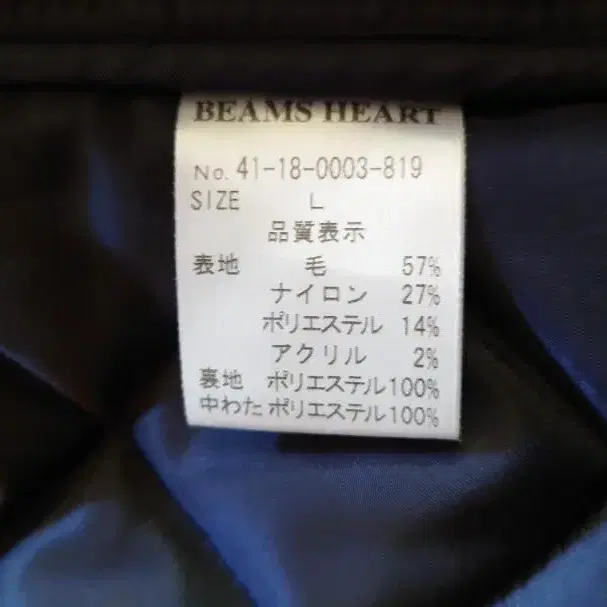 BEAMS HEART
No. 41-18-0003-819
SIZE L
品質表示
表地 毛 57%
ナイロン 27%
ポリエステル 14%
アクリル 2%
裏地 ポリエステル100%
中わた ポリエステル100%